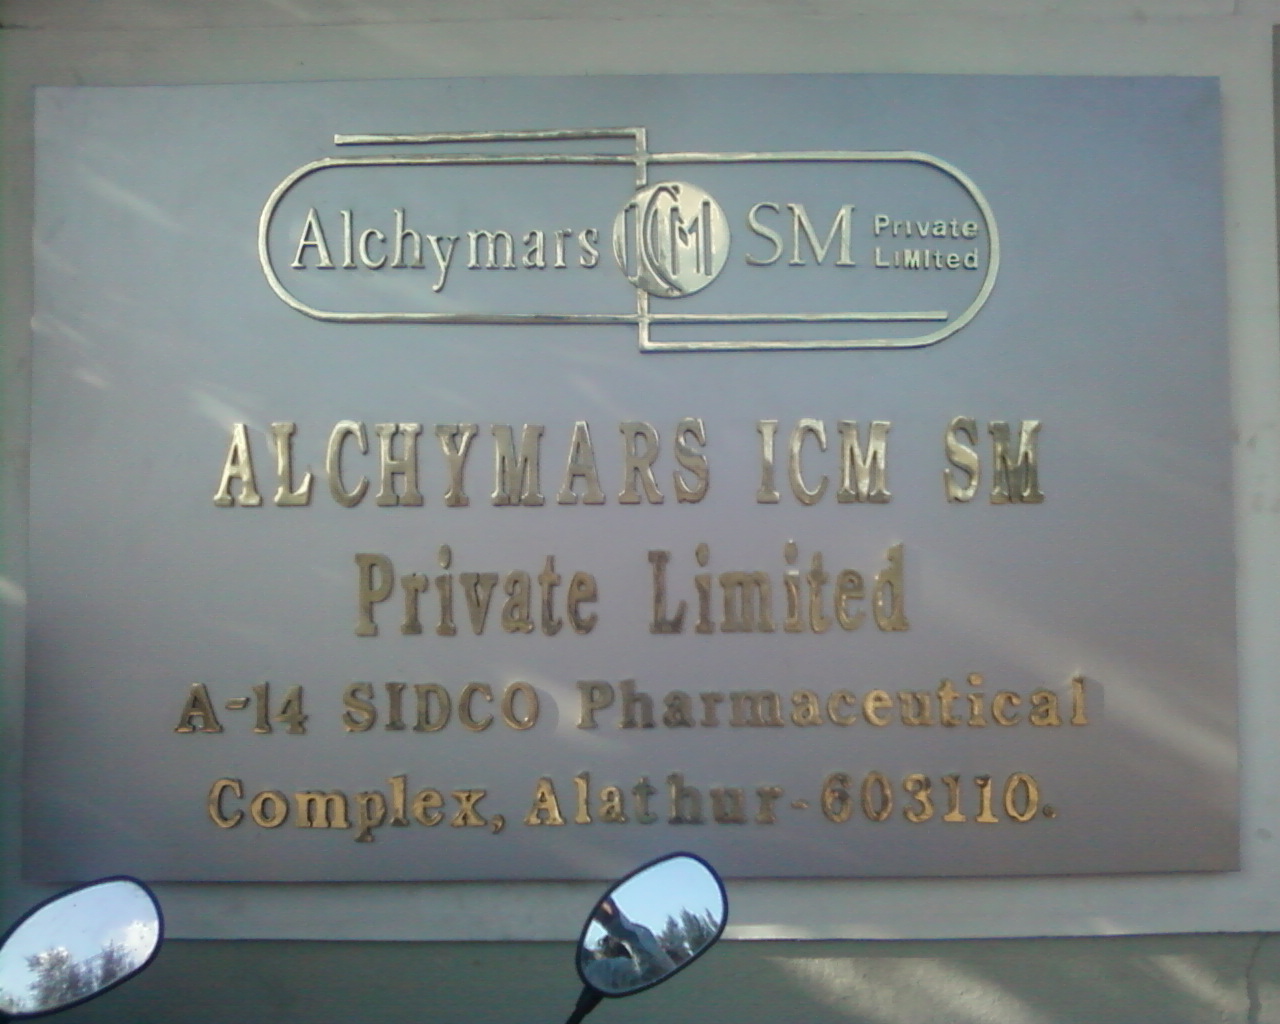 Alchymars ICM SM Private
LiMIted
ALCHYMARS ICM SM
Private Limited
A-14 SIDCO Pharmaceutical
Complex, Alathur-603110.